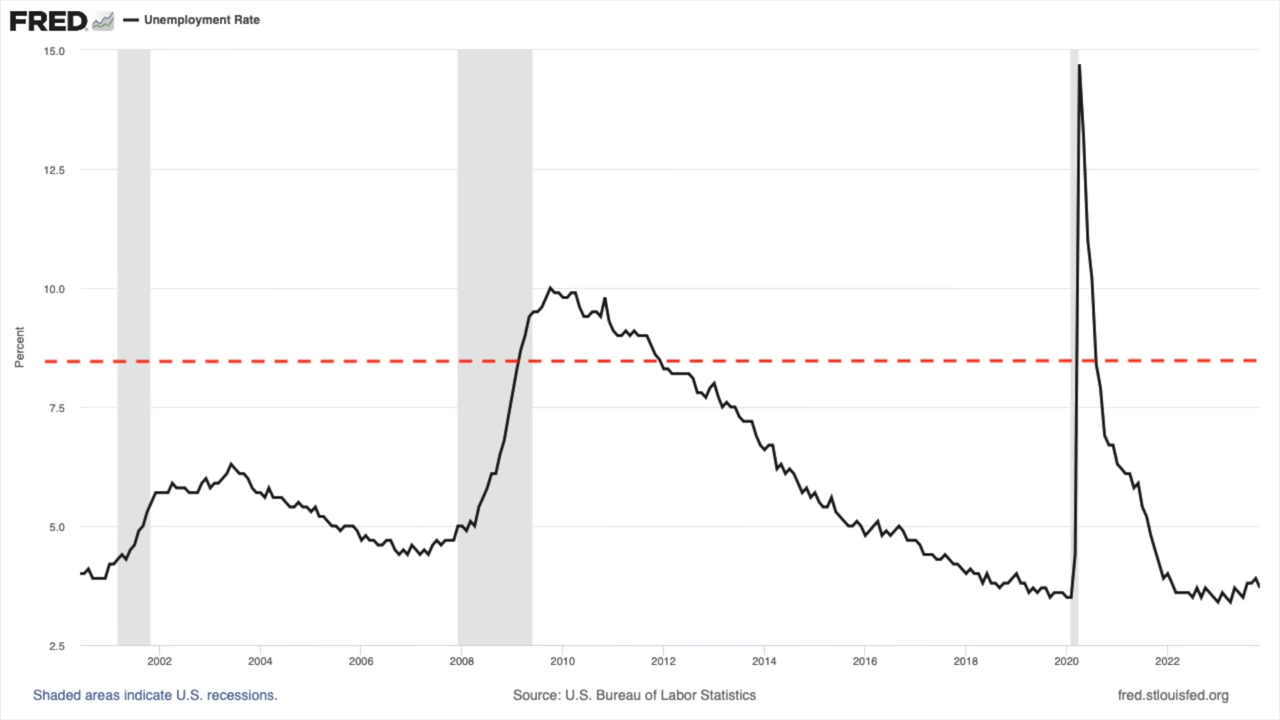 FRED — Unemployment Rate
15.0
12.5
10.0
Percent
7.5
5.0
2.5
2002 2004 2006 2008 2010 2012 2014 2016 2018 2020 2022
Shaded areas indicate U.S. recessions. Source: U.S. Bureau of Labor Statistics fred.stlouisfed.org